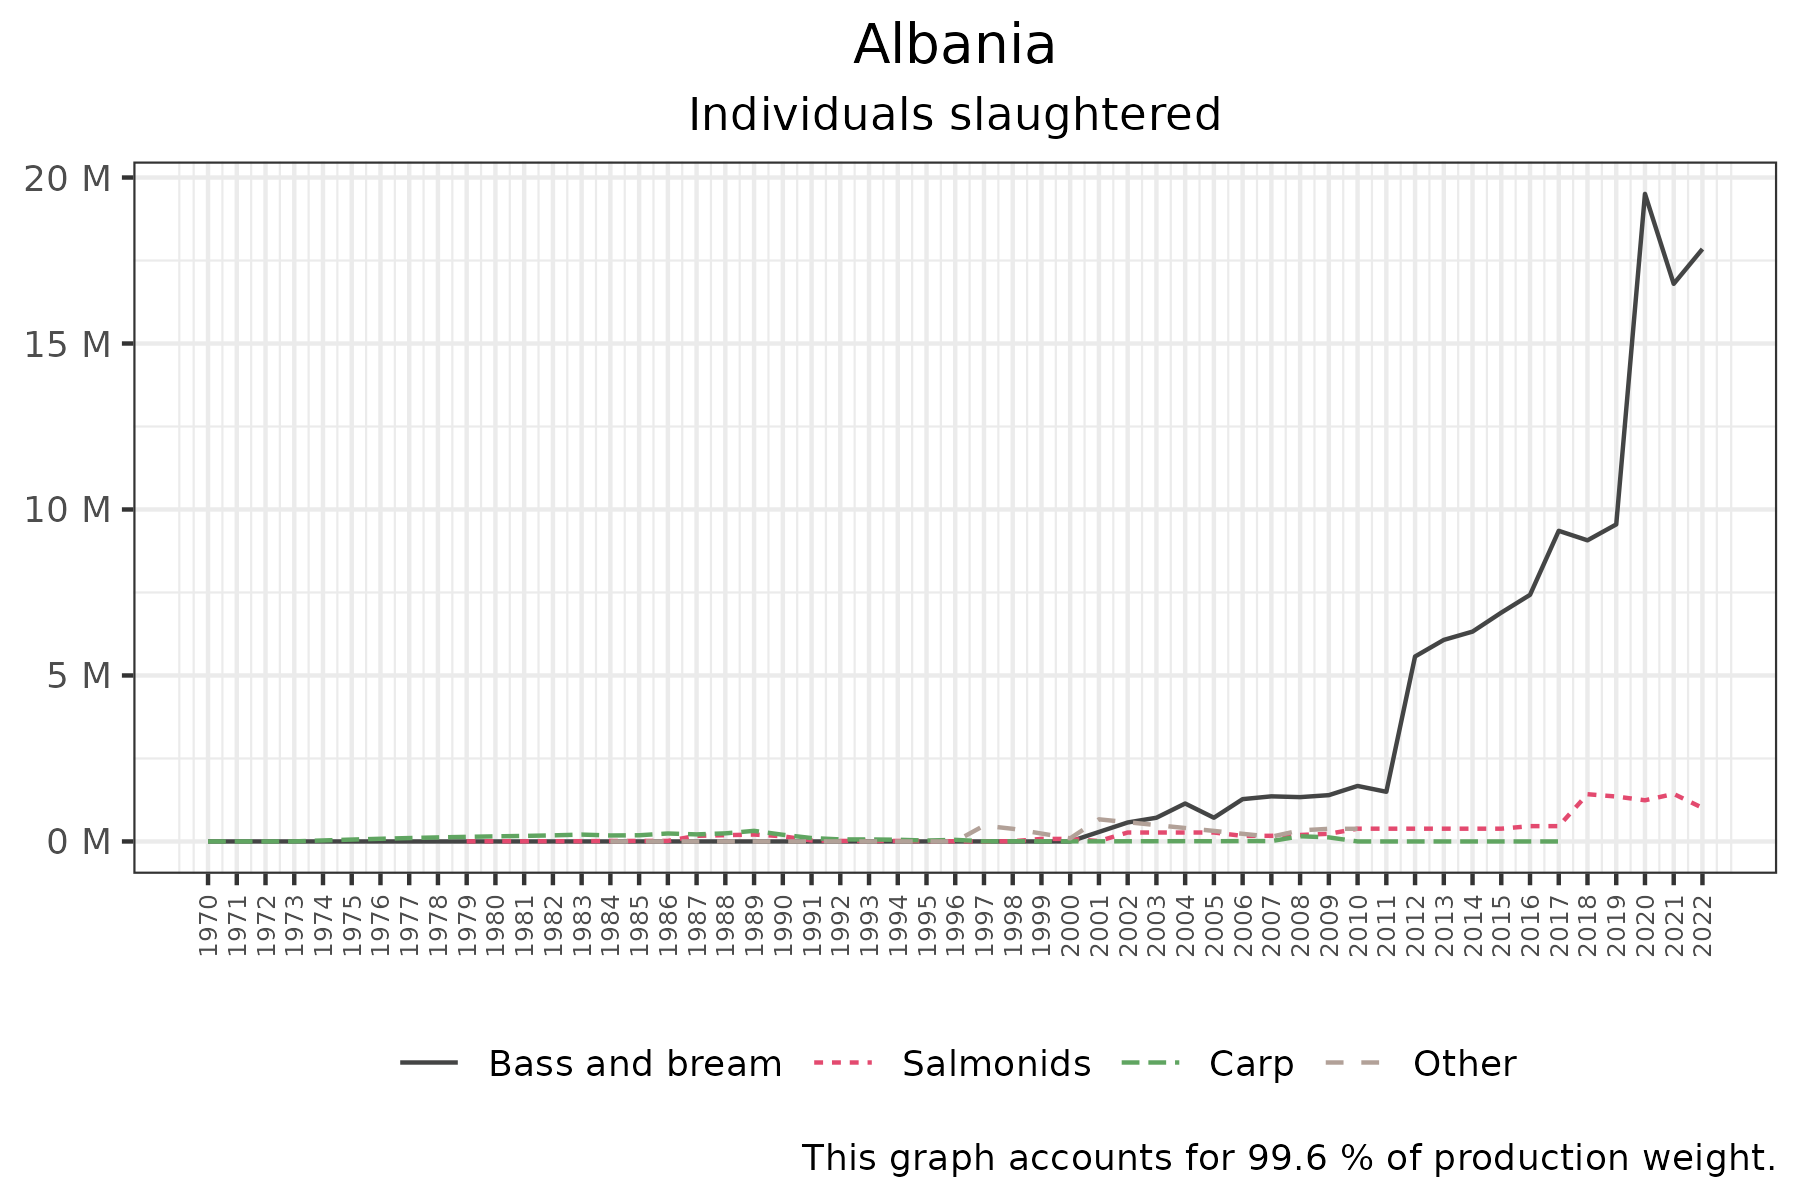 Albania
Individuals slaughtered
20 M
15 M
10 M
5 M
0 M
1970 1971 1972 1973 1974 1975 1976 1977 1978 1979 1980 1981 1982 1983 1984 1985 1986 1987 1988 1989 1990 1991 1992 1993 1994 1995 1996 1997 1998 1999 2000 2001 2002 2003 2004 2005 2006 2007 2008 2009 2010 2011 2012 2013 2014 2015 2016 2017 2018 2019 2020 2021 2022
Bass and bream Salmonids Carp Other
This graph accounts for 99.6 % of production weight.